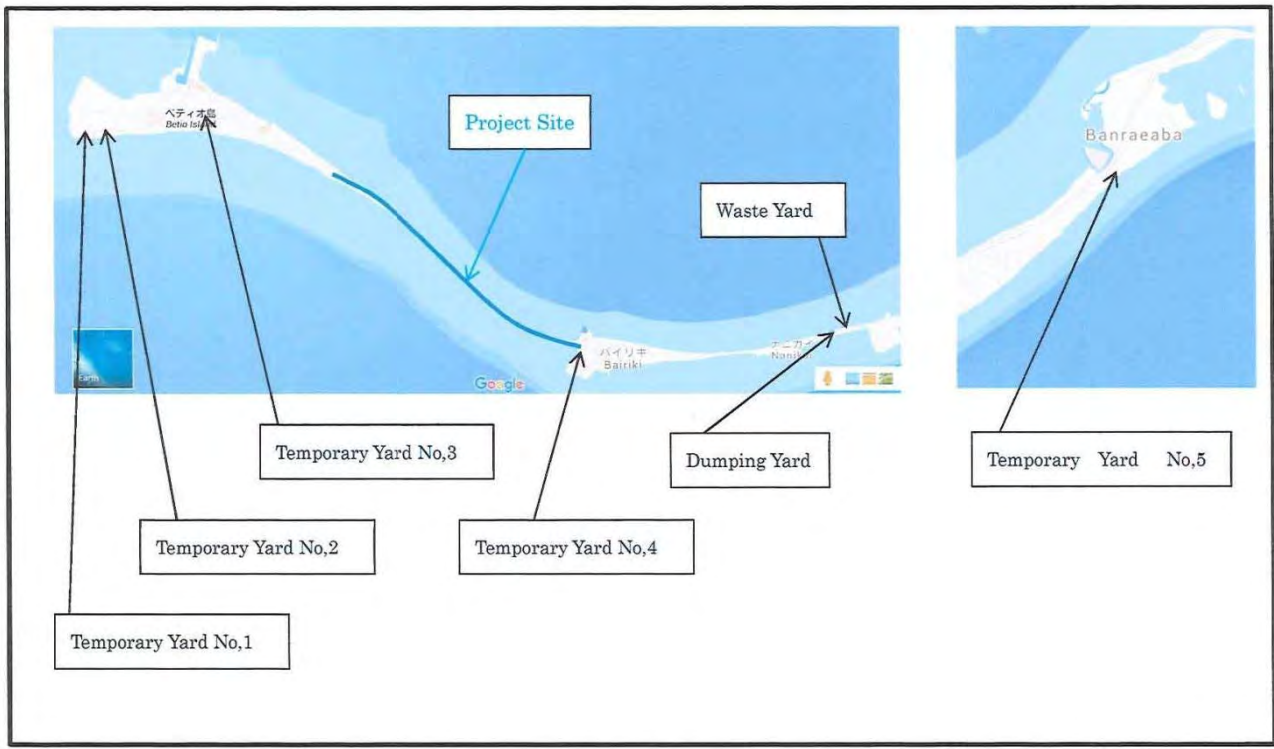 ベティオ島
Betio Island
Project Site
Banraeaba
Waste Yard
バイリキ
Bairiki
ナニカイ
Nanikai
Earth
Google
Temporary Yard No,3
Dumping Yard
Temporary Yard No,5
Temporary Yard No,2
Temporary Yard No,4
Temporary Yard No,1